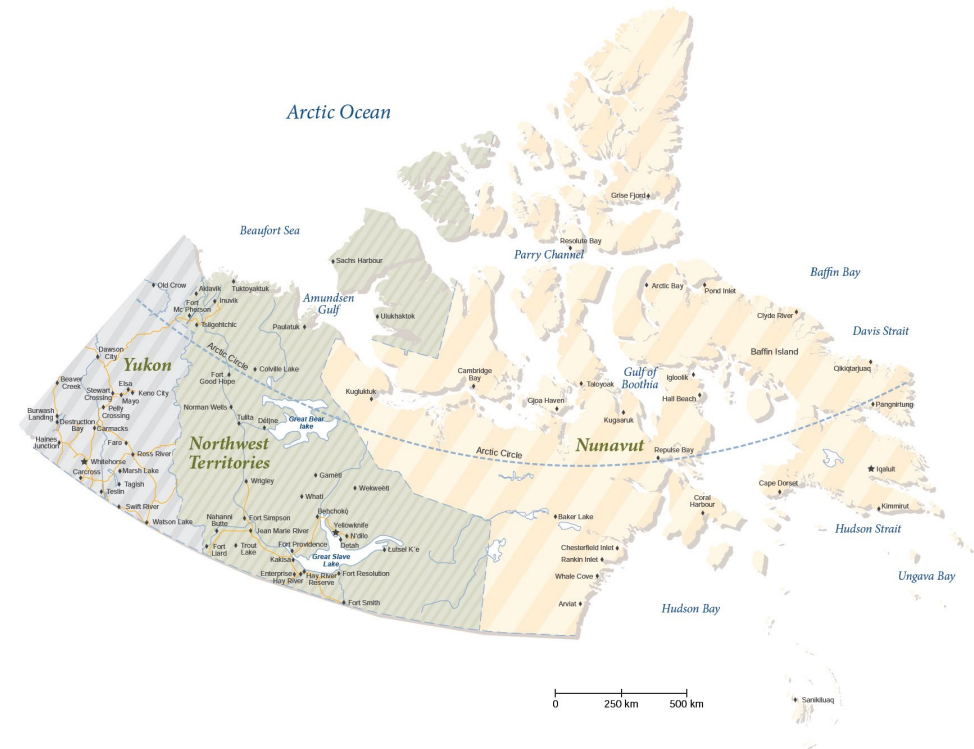 Arctic Ocean
Grise Fjord
Beaufort Sea
Resolute Bay
Parry Channel
Sachs Harbour
Baffin Bay
Old Crow
Aklavik
Tuktoyaktuk
Inuvik
Fort
Mc Pherson
Tsiigehtchic
Amundsen
Gulf
Ulukhaktok
Paulatuk
Arctic Bay
Pond Inlet
Clyde River
Davis Strait
Baffin Island
Qikiqtarjuaq
Arctic Circle
Dawson
City
Yukon
Colville Lake
Fort
Good Hope
Cambridge
Bay
Gulf of
Boothia
Igloolik
Taloyoak
Hall Beach
Pangnirtung
Beaver
Creek
Elsa
Stewart
Crossing
Keno City
Mayo
Kugluktuk
Gjoa Haven
Kugaaruk
Pelly
Crossing
Norman Wells
Burwash
Landing
Destruction
Bay
Carmacks
Tulita
Déljne
Great Bear
lake
Haines
Junction
Faro
Ross River
Northwest
Territories
Nunavut
Repulse Bay
Arctic Circle
Whitehorse
Marsh Lake
Carcross
Tagish
Teslin
Wrigley
Gamètì
Wekweètì
Whatì
Iqaluit
Cape Dorset
Coral
Harbour
Kimmirut
Swift River
Watson Lake
Nahanni
Butte
Fort Simpson
Jean Marie River
Behchokǫ̀
Yellowknife
N'dilo
Detah
Baker Lake
Hudson Strait
Fort
Liard
Trout
Lake
Fort Providence
Kakisa
Great Slave
Lake
Łutsel K'e
Chesterfield Inlet
Rankin Inlet
Enterprise
Hay River
Hay River
Reserve
Fort Resolution
Whale Cove
Ungava Bay
Fort Smith
Arviat
Hudson Bay
0
250 km
500 km
Sanikiluaq